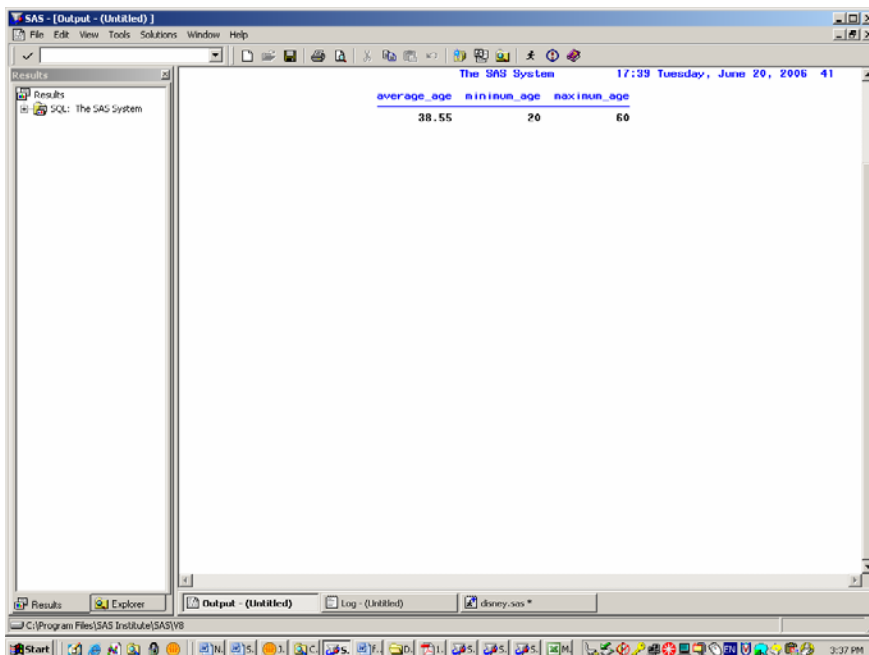 SAS - [Output - (Untitled) ]
File Edit View Tools Solutions Window Help
Results
Results
SQL: The SAS System
The SAS System 17:39 Tuesday, June 20, 2006 41
average_age minimum_age maximum_age
38.55 20 60
Results Explorer Output - (Untitled) Log - (Untitled) disney.sas *
C:\Program Files\SAS Institute\SAS\V8
Start N. S. J. C. S. F. D. 1. S. S. S. M. EN 3:37 PM